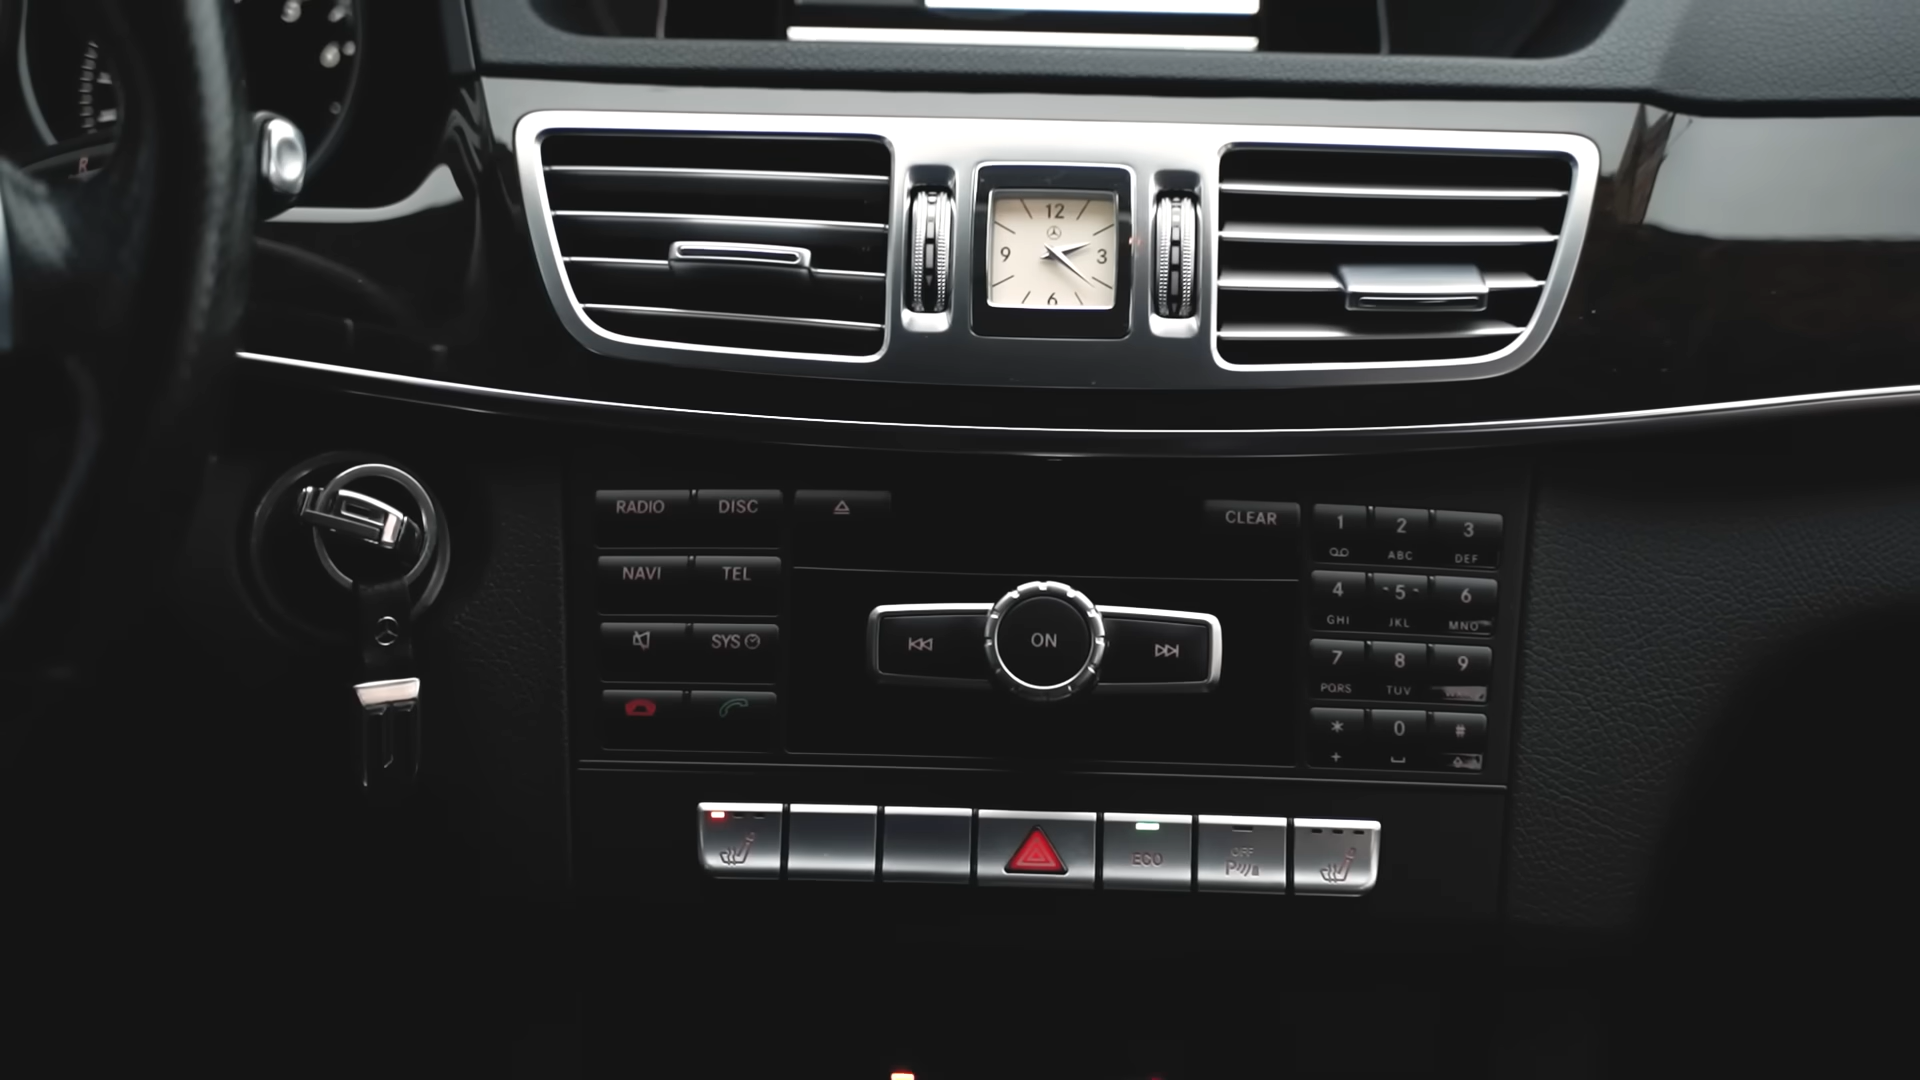 R
12
9
3
6
RADIO DISC
CLEAR
1 2 3
ABC DEF
NAVI TEL
4 5 6
GHI JKL MNO
SYS
ON
7 8 9
PQRS TUV
* 0 #
+
ECO
OFF
P